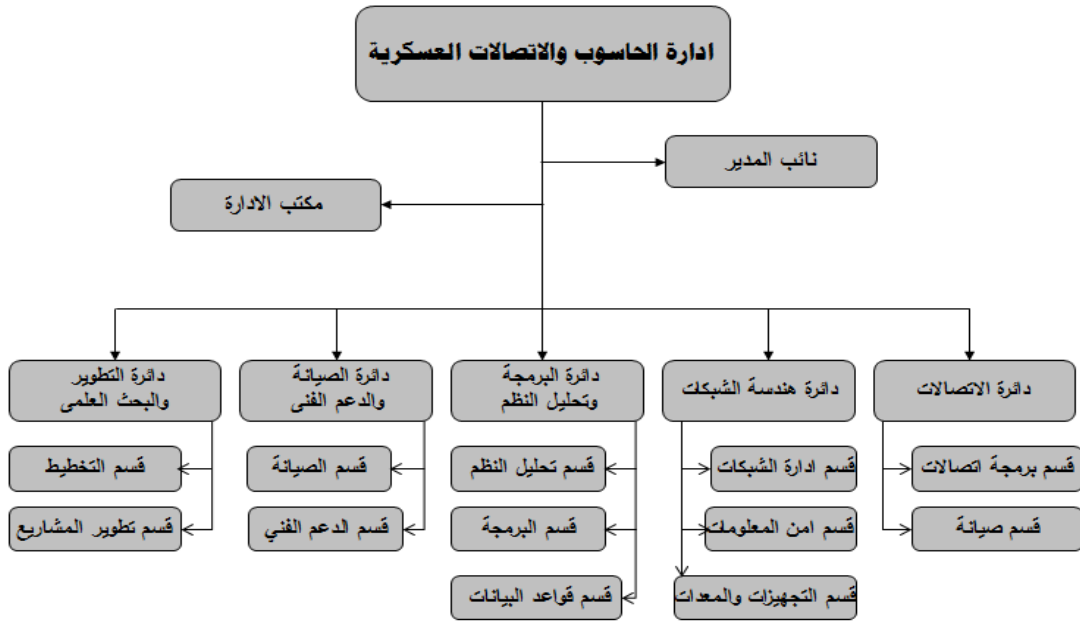 ادارة الحاسوب والاتصالات العسكرية
نائب المدير
مكتب الادارة
دائرة الاتصالات
دائرة هندسة الشبكات
دائرة البرمجة
وتحليل النظم
دائرة الصيانة
والدعم الفنى
دائرة التطوير
والبحث العلمى
قسم برمجة اتصالات
قسم ادارة الشبكات
قسم تحليل النظم
قسم الصيانة
قسم التخطيط
قسم صيانة
قسم امن المعلومات
قسم البرمجة
قسم الدعم الفني
قسم تطوير المشاريع
قسم التجهيزات والمعدات
قسم قواعد البيانات